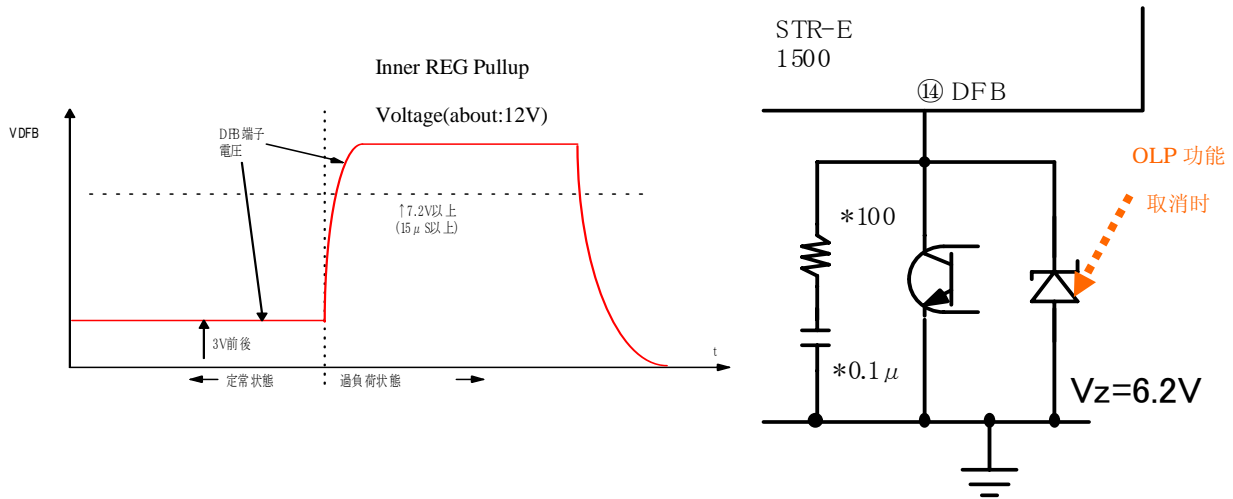 Inner REG Pullup
Voltage(about:12V)
VDFB
DFB端子
電圧
↑7.2V以上
(15μS以上)
3V前後
t
定常状態
過負荷状態
STR-E
1500
⑭ DFB
OLP 功能
取消时
*100
*0.1μ
Vz=6.2V